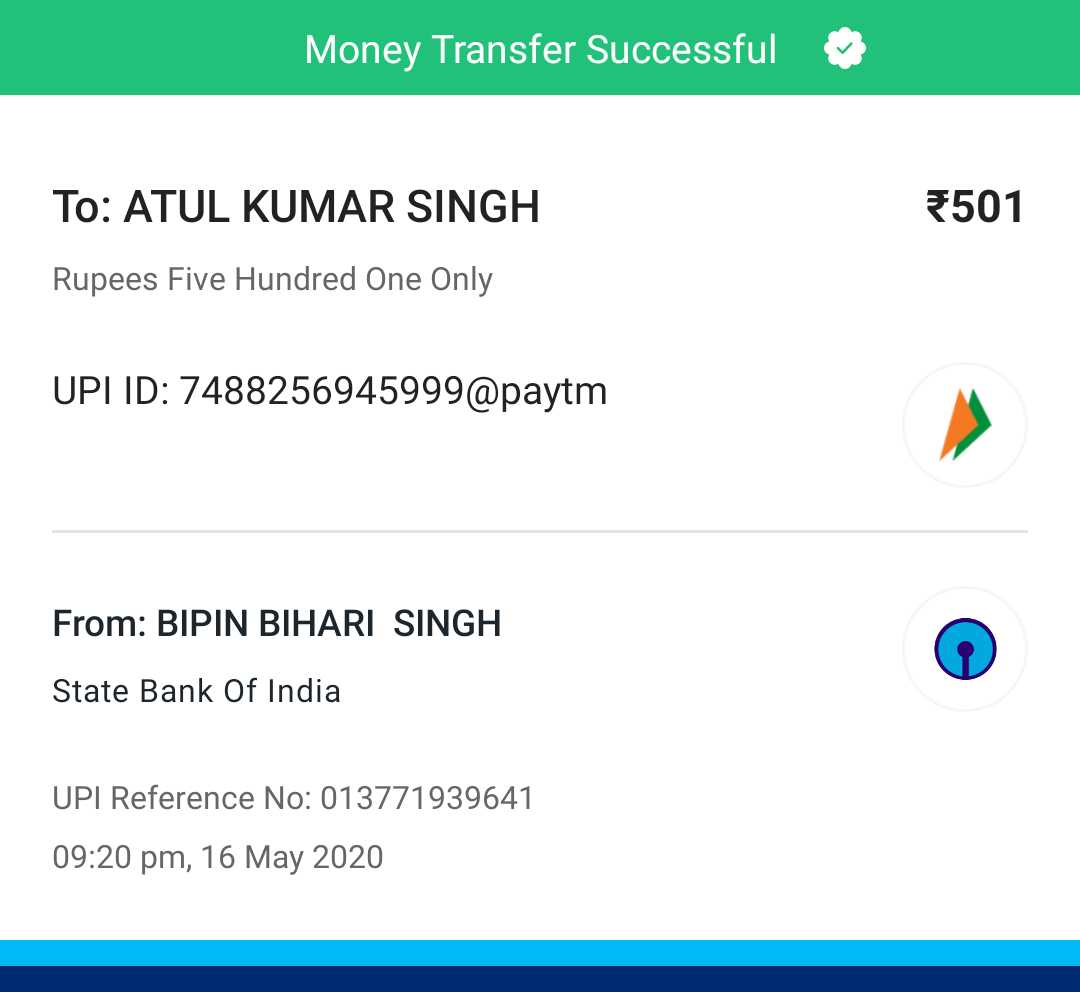 Money Transfer Successful
To: ATUL KUMAR SINGH ₹501
Rupees Five Hundred One Only
UPI ID: 7488256945999@paytm
From: BIPIN BIHARI  SINGH
State Bank Of India
UPI Reference No: 013771939641
09:20 pm, 16 May 2020